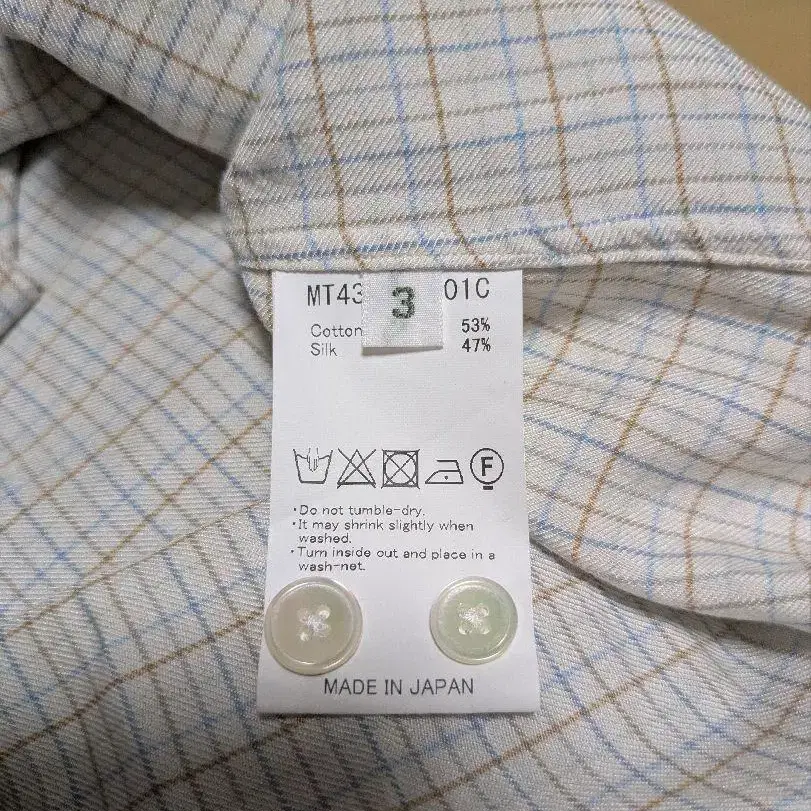 MT43 3 01C
Cotton 53%
Silk 47%
F
・Do not tumble-dry.
・It may shrink slightly when
washed.
・Turn inside out and place in a
wash-net.
MADE IN JAPAN